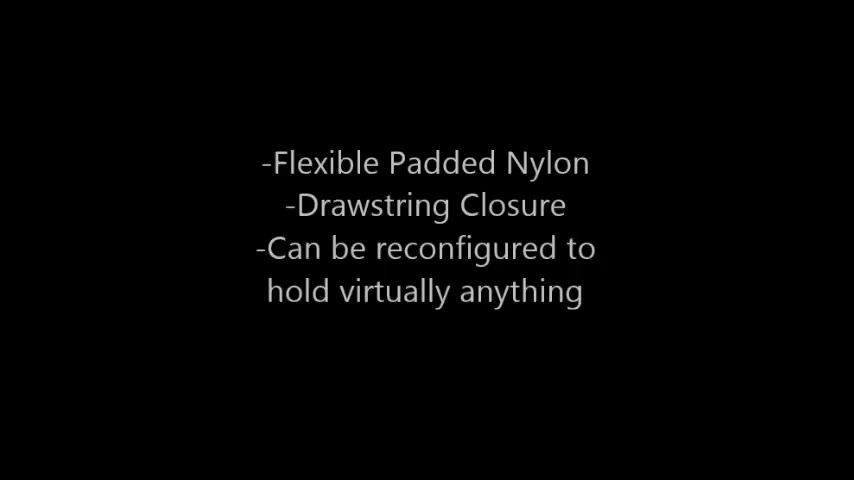 -Flexible Padded Nylon
-Drawstring Closure
-Can be reconfigured to
hold virtually anything